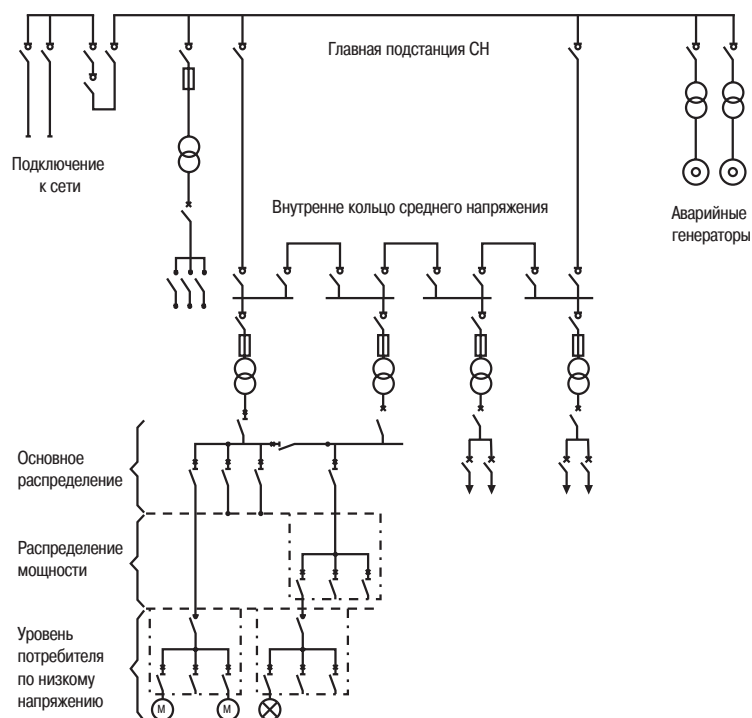 Главная подстанция СН
Подключение
к сети
Внутренне кольцо среднего напряжения
Аварийные
генераторы
Основное
распределение
Распределение
мощности
Уровень
потребителя
по низкому
напряжению
M
M